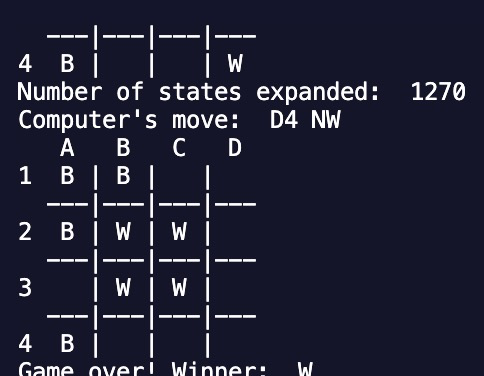 ---|---|---|---
4  B |   |   | W
Number of states expanded:  1270
Computer's move:  D4 NW
   A   B   C   D
1  B | B |   |
  ---|---|---|---
2  B | W | W |
  ---|---|---|---
3    | W | W |
  ---|---|---|---
4  B |   |   |
Game over! Winner:  W